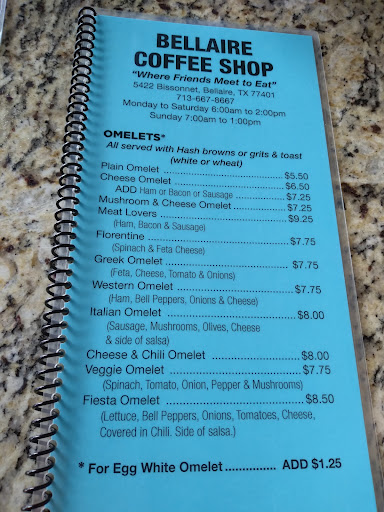 BELLAIRE
COFFEE SHOP
"Where Friends Meet to Eat"
5422 Bissonnet, Bellaire, TX 77401
713-667-8667
Monday to Saturday 6:00am to 2:00pm
Sunday 7:00am to 1:00pm
OMELETS*
All served with Hash browns or grits & toast
(white or wheat)
Plain Omelet ........ $5.50
Cheese Omelet ........ $6.50
ADD Ham or Bacon or Sausage ........ $7.25
Mushroom & Cheese Omelet ........ $7.25
Meat Lovers ........ $9.25
(Ham, Bacon & Sausage)
Florentine ........ $7.75
(Spinach & Feta Cheese)
Greek Omelet ........ $7.75
(Feta, Cheese, Tomato & Onions)
Western Omelet ........ $7.75
(Ham, Bell Peppers, Onions & Cheese)
Italian Omelet ........ $8.00
(Sausage, Mushrooms, Olives, Cheese
& side of salsa)
Cheese & Chili Omelet ........ $8.00
Veggie Omelet ........ $7.75
(Spinach, Tomato, Onion, Pepper & Mushrooms)
Fiesta Omelet ........ $8.50
(Lettuce, Bell Peppers, Onions, Tomatoes, Cheese,
Covered in Chili. Side of salsa.)
* For Egg White Omelet ........ ADD $1.25